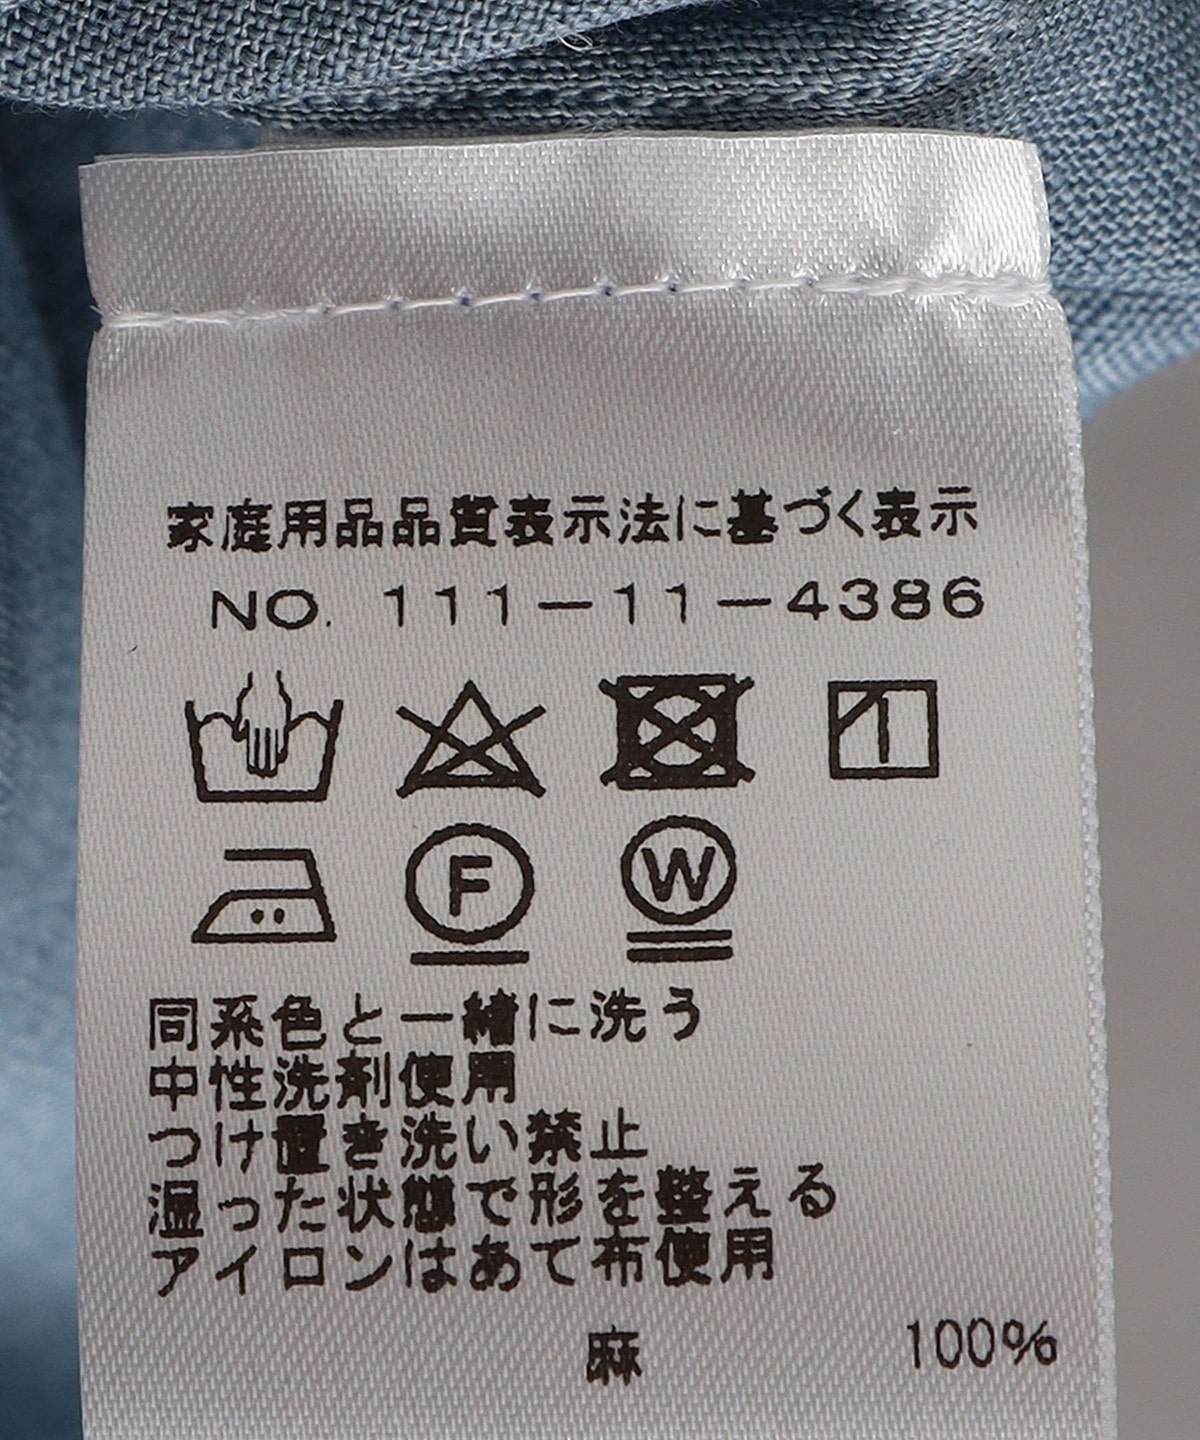 家庭用品品質表示法に基づく表示
NO. 111-11-4386
F W
同系色と一緒に洗う
中性洗剤使用
つけ置き洗い禁止
湿った状態で形を整える
アイロンはあて布使用
麻 100%